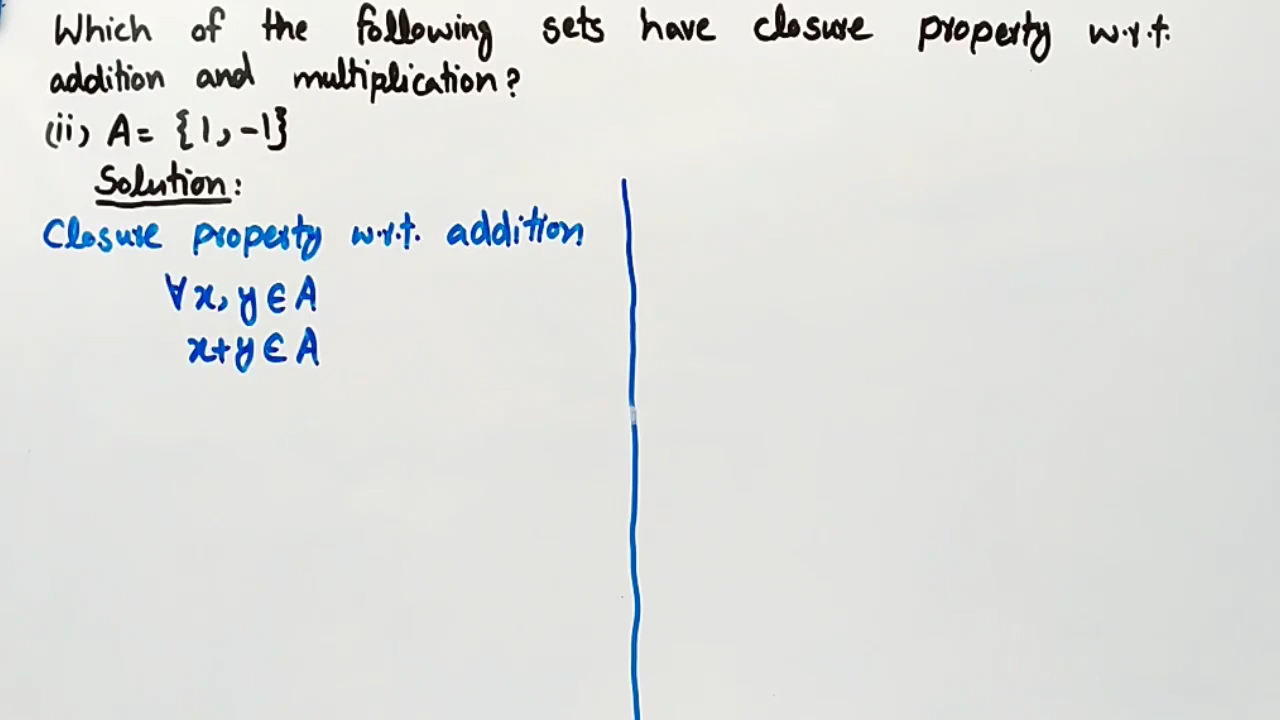 Which of the following sets have closure property w.r.t.
addition and multiplication?
(ii) A = {1, -1}
Solution:
Closure property w.r.t. addition
∀ x, y ∈ A
x+y ∈ A